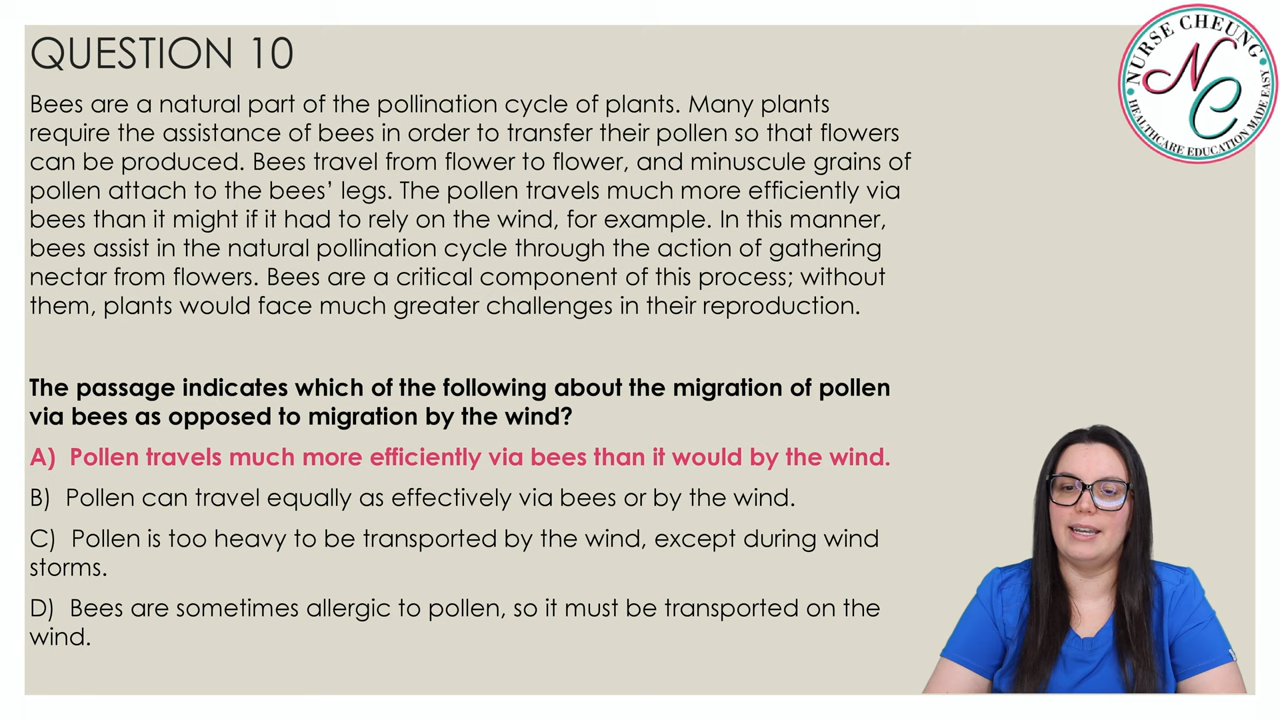 QUESTION 10
Bees are a natural part of the pollination cycle of plants. Many plants
require the assistance of bees in order to transfer their pollen so that flowers
can be produced. Bees travel from flower to flower, and minuscule grains of
pollen attach to the bees’ legs. The pollen travels much more efficiently via
bees than it might if it had to rely on the wind, for example. In this manner,
bees assist in the natural pollination cycle through the action of gathering
nectar from flowers. Bees are a critical component of this process; without
them, plants would face much greater challenges in their reproduction.
The passage indicates which of the following about the migration of pollen
via bees as opposed to migration by the wind?
A) Pollen travels much more efficiently via bees than it would by the wind.
B) Pollen can travel equally as effectively via bees or by the wind.
C) Pollen is too heavy to be transported by the wind, except during wind
storms.
D) Bees are sometimes allergic to pollen, so it must be transported on the
wind.
NURSE CHEUNG
NC
HEALTHCARE EDUCATION MADE EASY